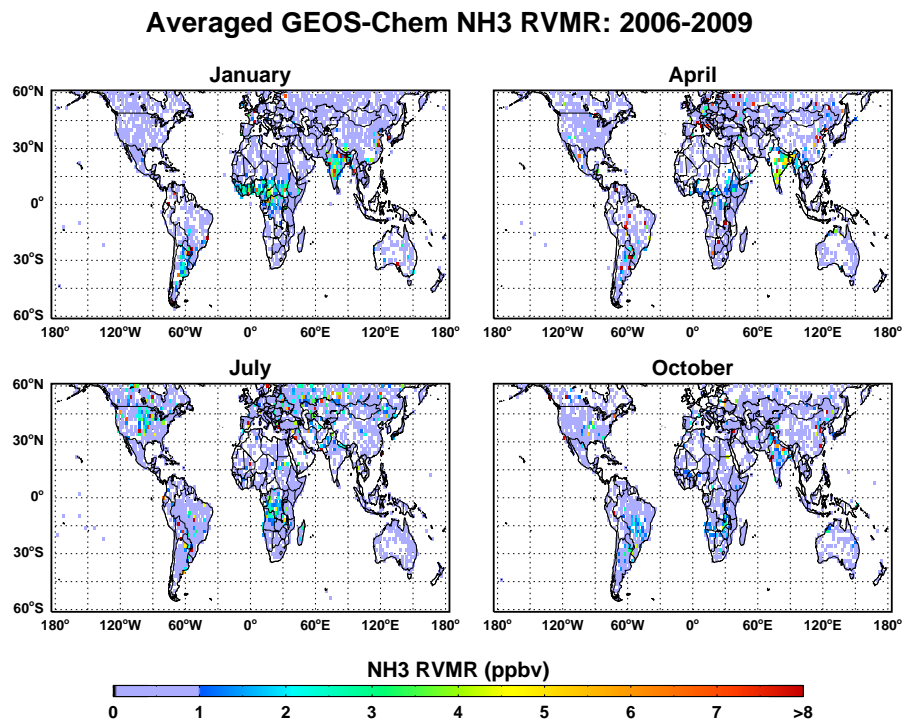 Averaged GEOS-Chem NH3 RVMR: 2006-2009
January
April
60°N
30°N
0°
30°S
60°S
180° 120°W 60°W 0° 60°E 120°E 180°
180° 120°W 60°W 0° 60°E 120°E 180°
July
October
60°N
30°N
0°
30°S
60°S
180° 120°W 60°W 0° 60°E 120°E 180°
180° 120°W 60°W 0° 60°E 120°E 180°
NH3 RVMR (ppbv)
0 1 2 3 4 5 6 7 >8